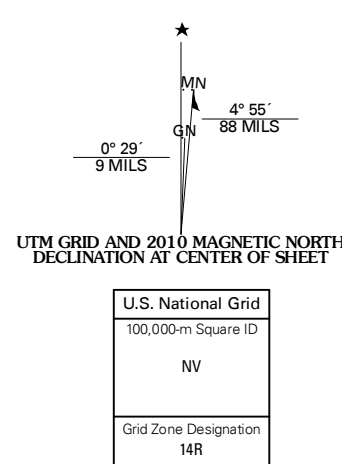 ★
MN
4° 55´
88 MILS
GN
0° 29´
9 MILS
UTM GRID AND 2010 MAGNETIC NORTH
DECLINATION AT CENTER OF SHEET
U.S. National Grid
100,000-m Square ID
NV
Grid Zone Designation
14R